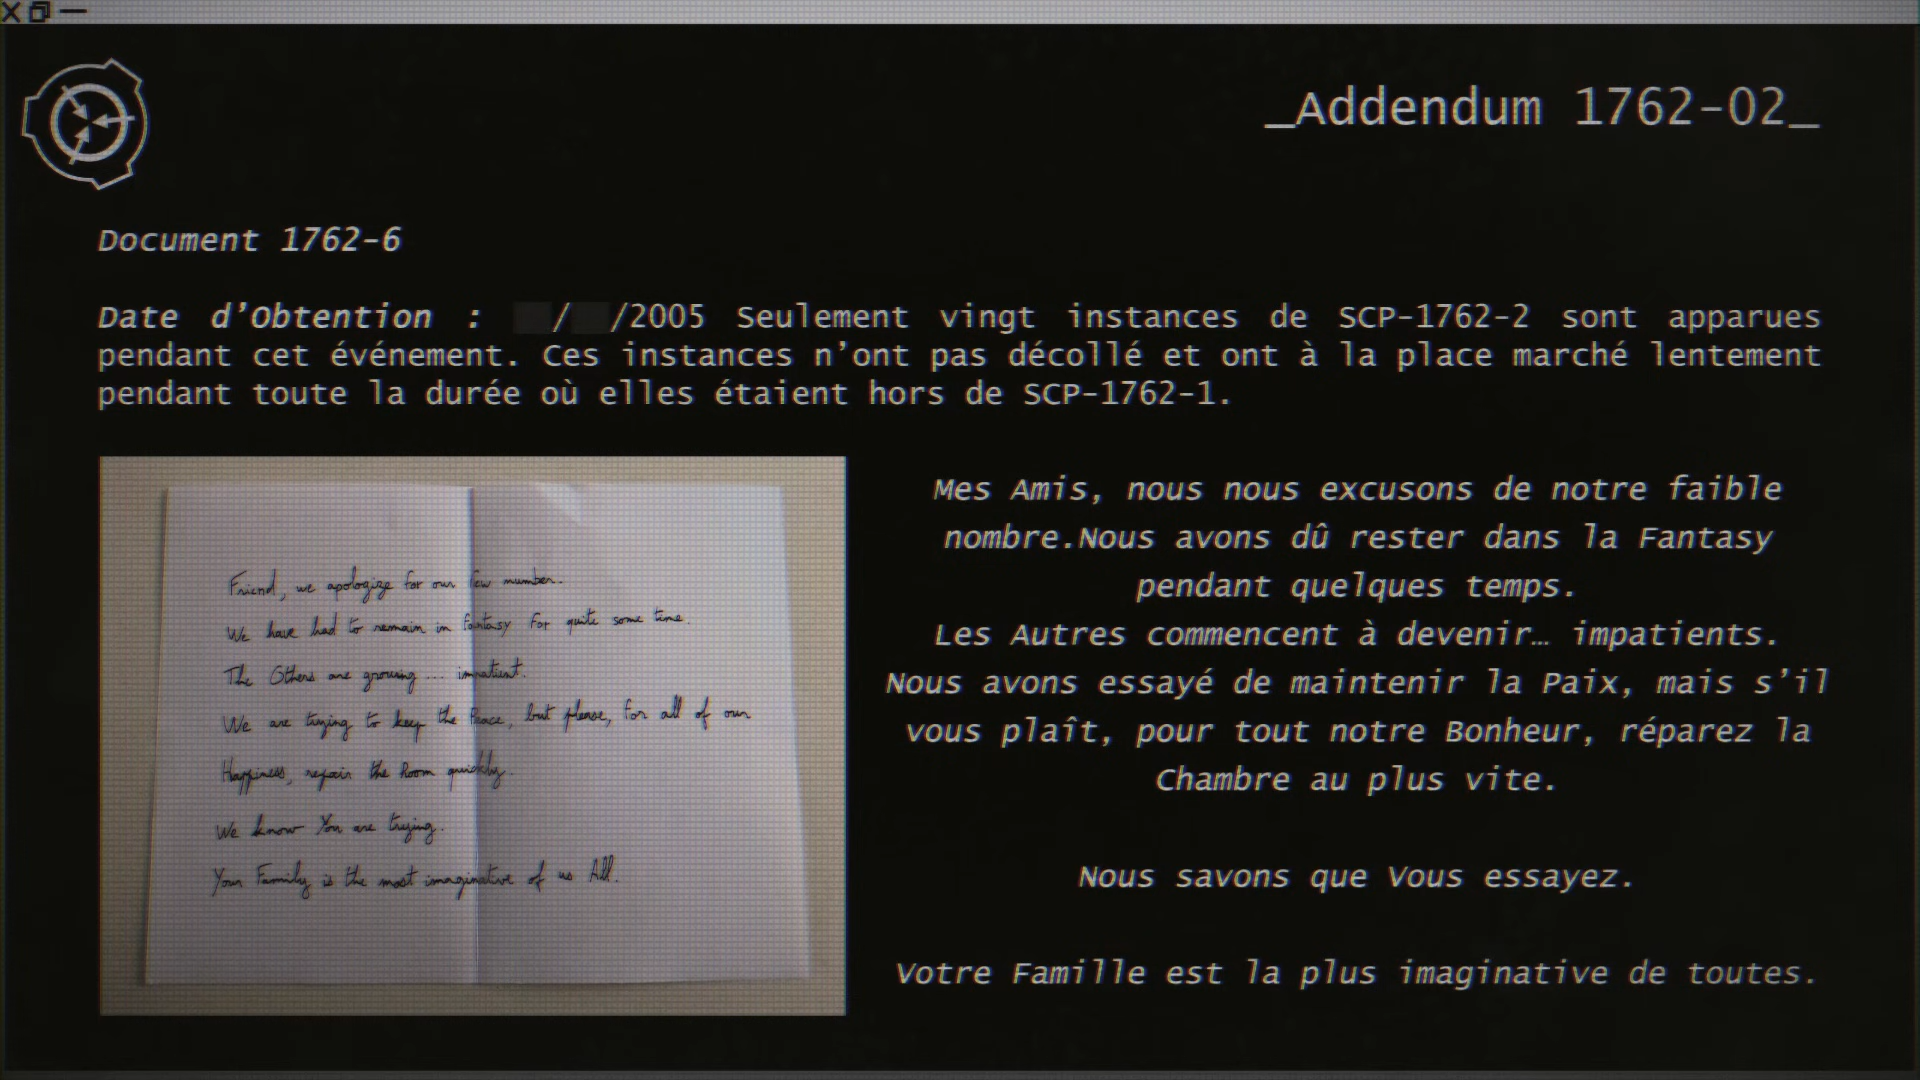 _Addendum 1762-02_
Document 1762-6
Date d’Obtention : / /2005 Seulement vingt instances de SCP-1762-2 sont apparues
pendant cet événement. Ces instances n’ont pas décollé et ont à la place marché lentement
pendant toute la durée où elles étaient hors de SCP-1762-1.
Friend, we apologize for our few number.
We have had to remain in fantasy for quite some time.
The Others are growing ... impatient.
We are trying to keep the Peace, but please, for all of our
Happiness, repair the Room quickly.
We know You are trying.
Your Family is the most imaginative of us All.
Mes Amis, nous nous excusons de notre faible
nombre.Nous avons dû rester dans la Fantasy
pendant quelques temps.
Les Autres commencent à devenir… impatients.
Nous avons essayé de maintenir la Paix, mais s’il
vous plaît, pour tout notre Bonheur, réparez la
Chambre au plus vite.
Nous savons que Vous essayez.
Votre Famille est la plus imaginative de toutes.